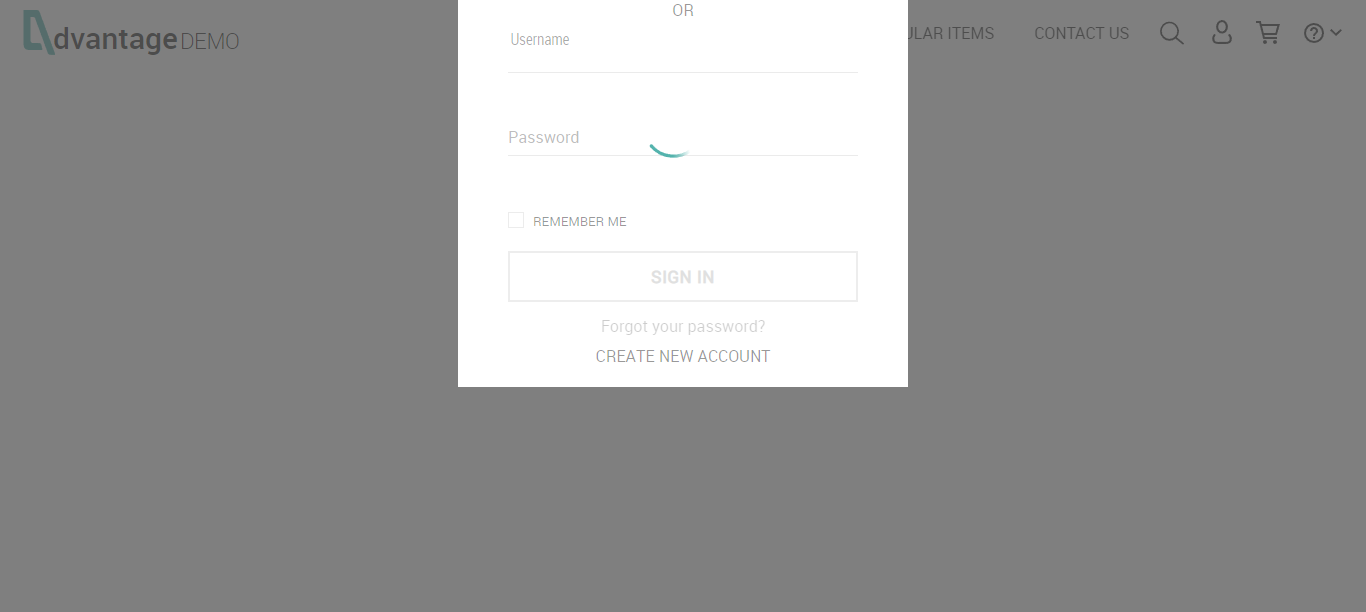 dvantage DEMO
OR
ULAR ITEMS
CONTACT US
Username
Password
REMEMBER ME
SIGN IN
Forgot your password?
CREATE NEW ACCOUNT